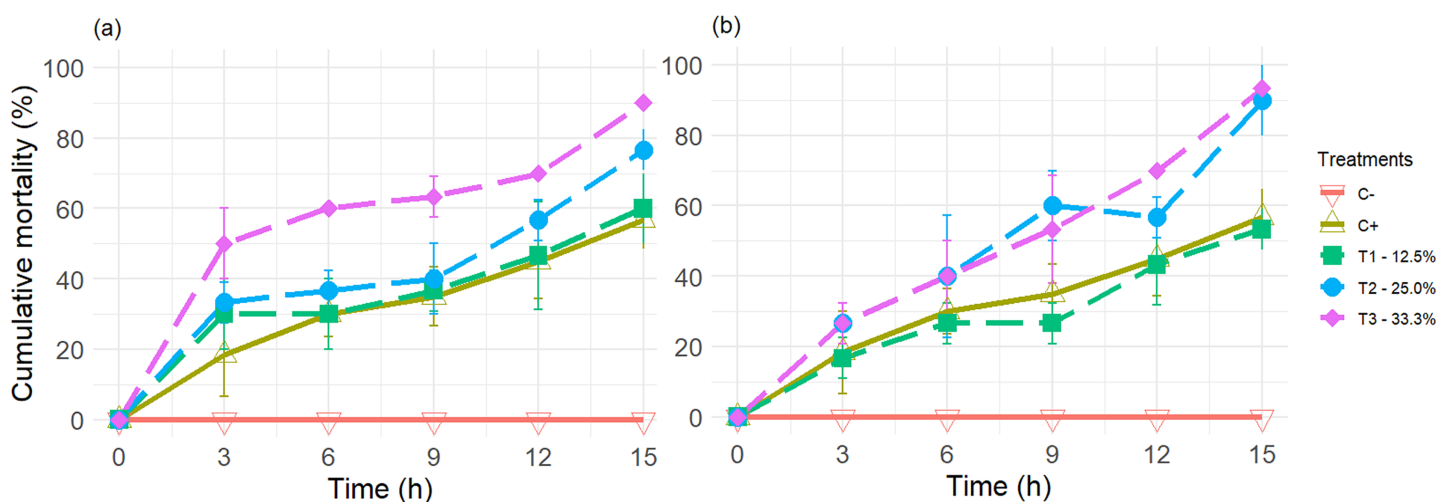 (a)
Cumulative mortality (%)
100
80
60
40
20
0
0 3 6 9 12 15
Time (h)
(b)
100
80
60
40
20
0
0 3 6 9 12 15
Time (h)
Treatments
C-
C+
T1 - 12.5%
T2 - 25.0%
T3 - 33.3%